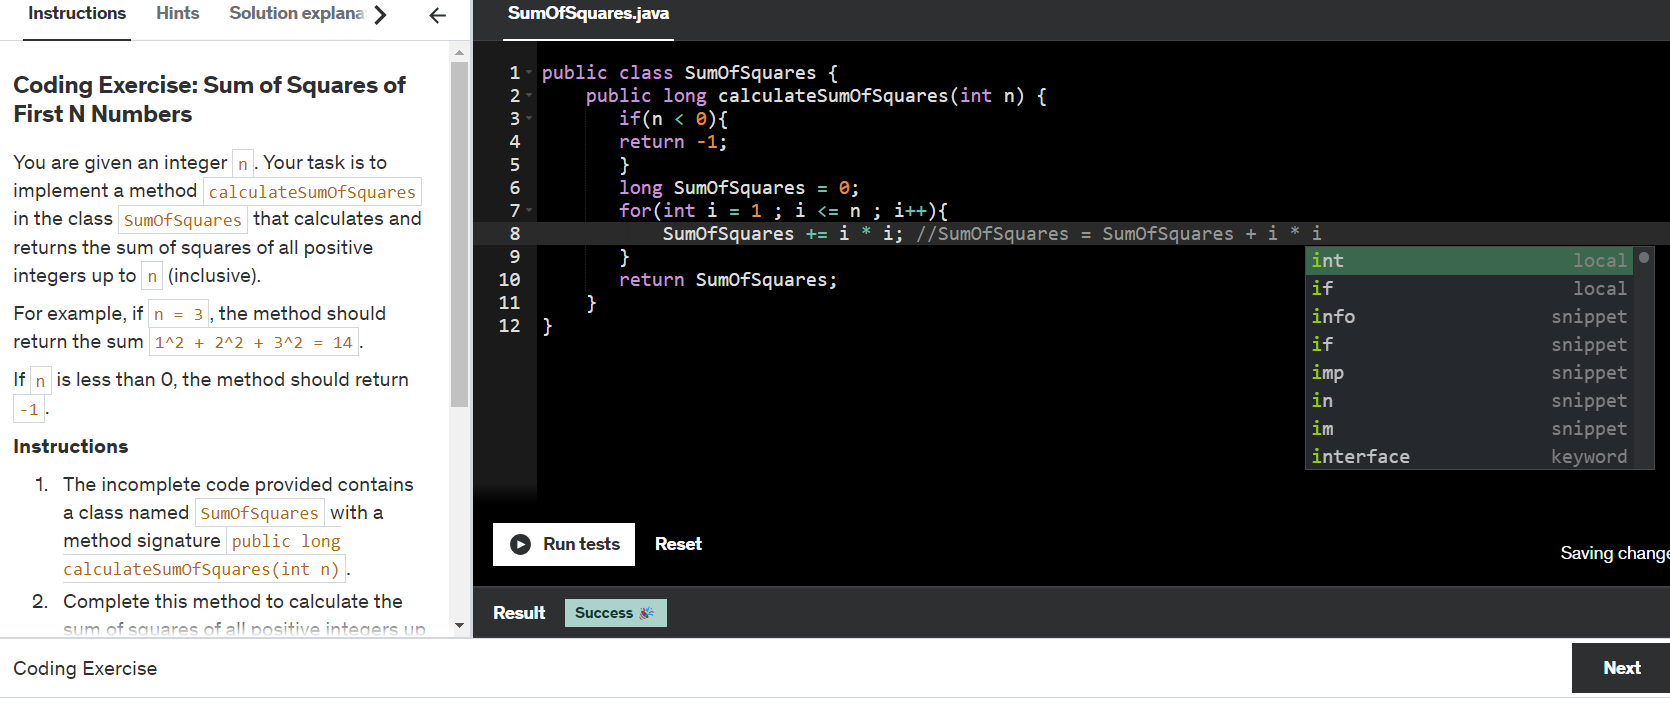 Instructions Hints Solution explana
Coding Exercise: Sum of Squares of
First N Numbers
You are given an integer n. Your task is to
implement a method calculateSumOfSquares
in the class SumOfSquares that calculates and
returns the sum of squares of all positive
integers up to n (inclusive).
For example, if n = 3, the method should
return the sum 1^2 + 2^2 + 3^2 = 14.
If n is less than 0, the method should return
-1.
Instructions
1. The incomplete code provided contains
a class named SumOfSquares with a
method signature public long
calculateSumOfSquares(int n).
2. Complete this method to calculate the
sum of squares of all positive integers up
SumOfSquares.java
1 public class SumOfSquares {
2 public long calculateSumOfSquares(int n) {
3 if(n < 0){
4 return -1;
5 }
6 long SumOfSquares = 0;
7 for(int i = 1 ; i <= n ; i++){
8 SumOfSquares += i * i; //SumOfSquares = SumOfSquares + i * i
9 }
10 return SumOfSquares;
11 }
12 }
int local
if local
info snippet
if snippet
imp snippet
in snippet
im snippet
interface keyword
Run tests Reset
Saving change
Result Success
Coding Exercise
Next